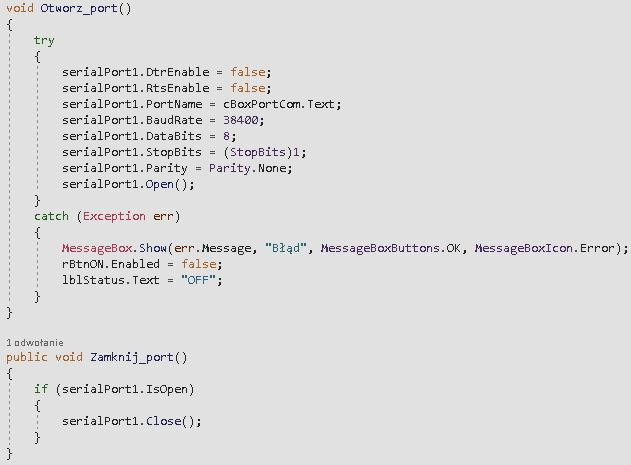 void Otworz_port()
{
try
{
serialPort1.DtrEnable = false;
serialPort1.RtsEnable = false;
serialPort1.PortName = cBoxPortCom.Text;
serialPort1.BaudRate = 38400;
serialPort1.DataBits = 8;
serialPort1.StopBits = (StopBits)1;
serialPort1.Parity = Parity.None;
serialPort1.Open();
}
catch (Exception err)
{
MessageBox.Show(err.Message, "Błąd", MessageBoxButtons.OK, MessageBoxIcon.Error);
rBtnON.Enabled = false;
lblStatus.Text = "OFF";
}
}
1 odwołanie
public void Zamknij_port()
{
if (serialPort1.IsOpen)
{
serialPort1.Close();
}
}